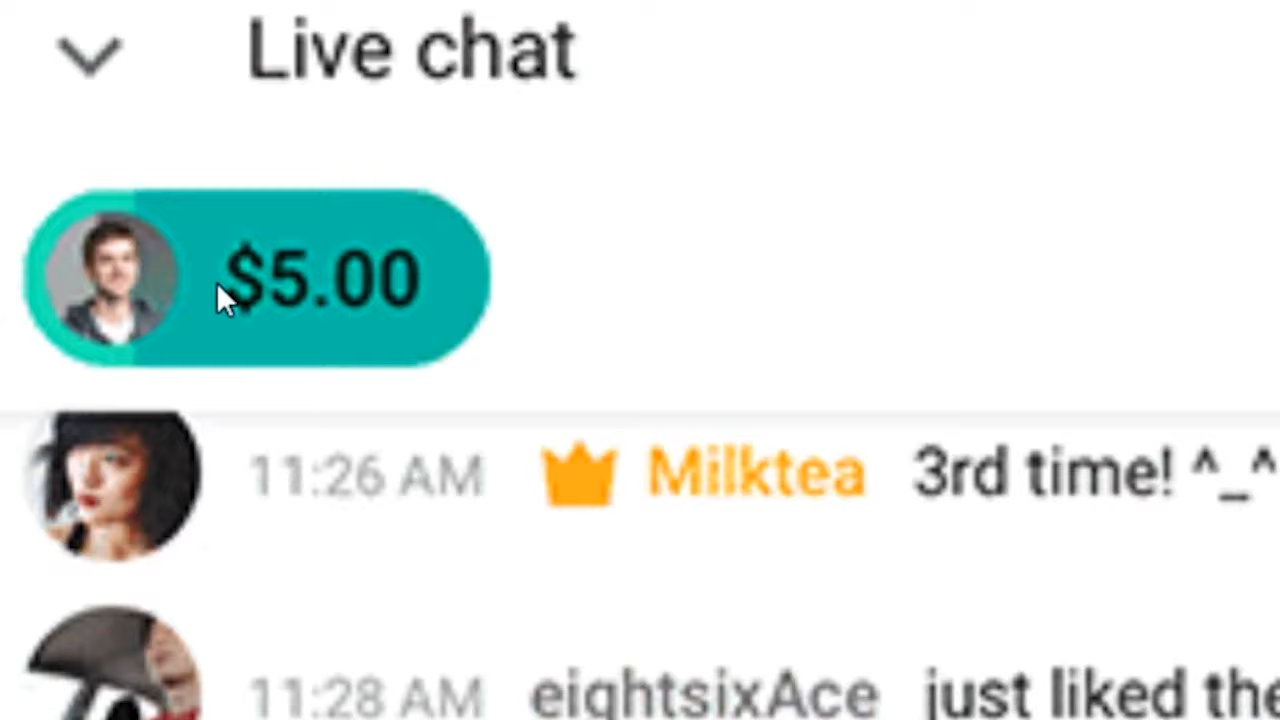 Live chat
$5.00
11:26 AM Milktea 3rd time! ^_^
11:28 AM eightsixAce just liked the